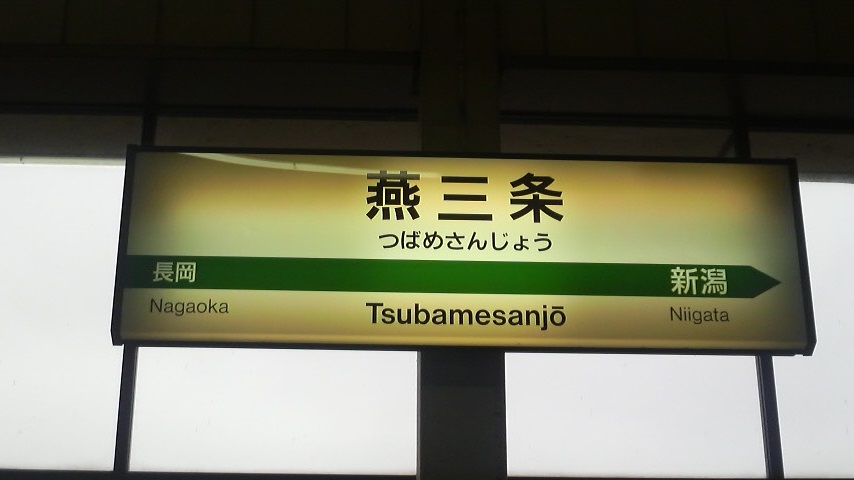 燕三条
つばめさんじょう
長岡 新潟
Nagaoka Tsubamesanjō Niigata